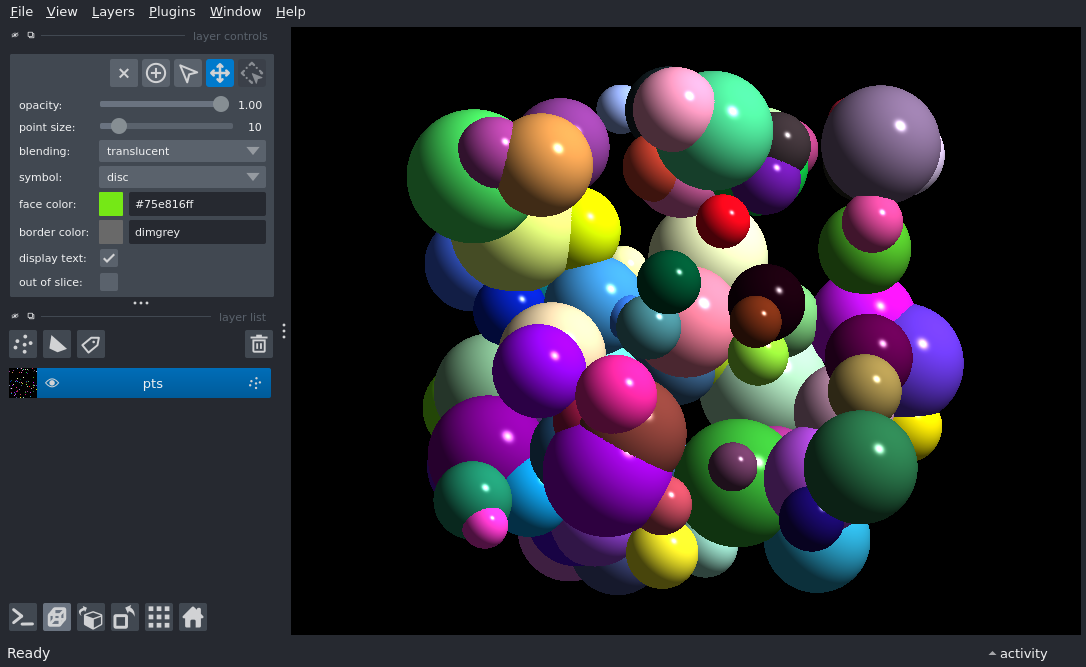 File View Layers Plugins Window Help
layer controls
opacity: 1.00
point size: 10
blending: translucent
symbol: disc
face color: #75e816ff
border color: dimgrey
display text:
out of slice:
layer list
pts
Ready
activity